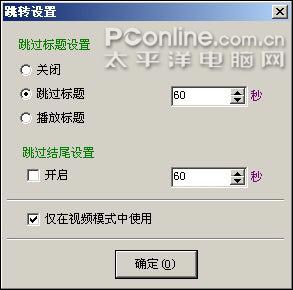 跳转设置
PConline.com.cn
太平洋电脑网
跳过标题设置
关闭
跳过标题 60 秒
播放标题
跳过结尾设置
开启 60 秒
仅在视频模式中使用
确定(O)